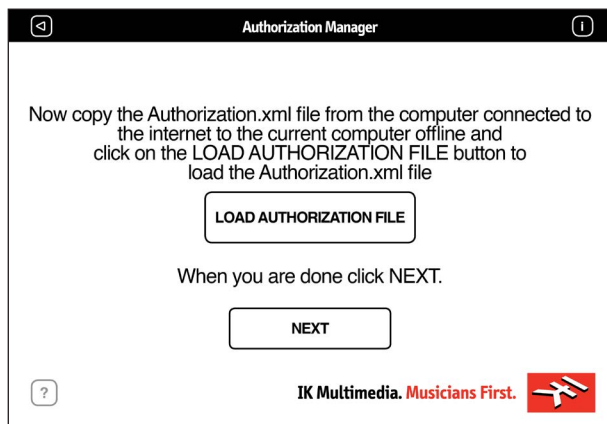 Authorization Manager
i
Now copy the Authorization.xml file from the computer connected to
the internet to the current computer offline and
click on the LOAD AUTHORIZATION FILE button to
load the Authorization.xml file
LOAD AUTHORIZATION FILE
When you are done click NEXT.
NEXT
?
IK Multimedia. Musicians First.